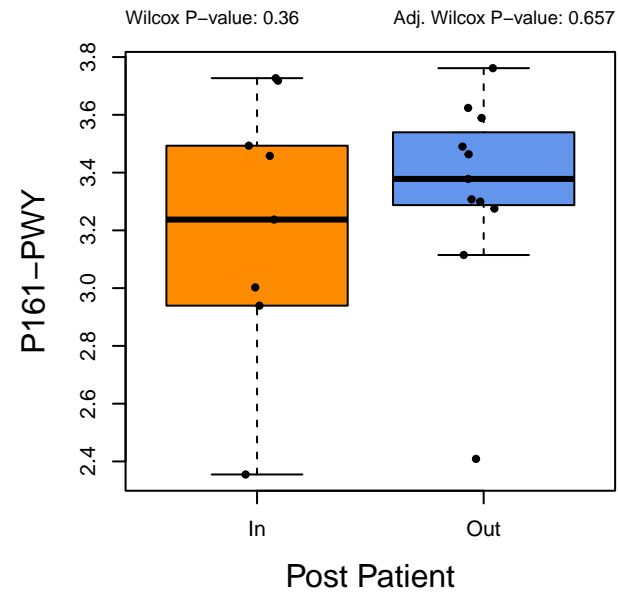 Wilcox P−value: 0.36 Adj. Wilcox P−value: 0.657
P161−PWY
3.8
3.6
3.4
3.2
3.0
2.8
2.6
2.4
In Out
Post Patient